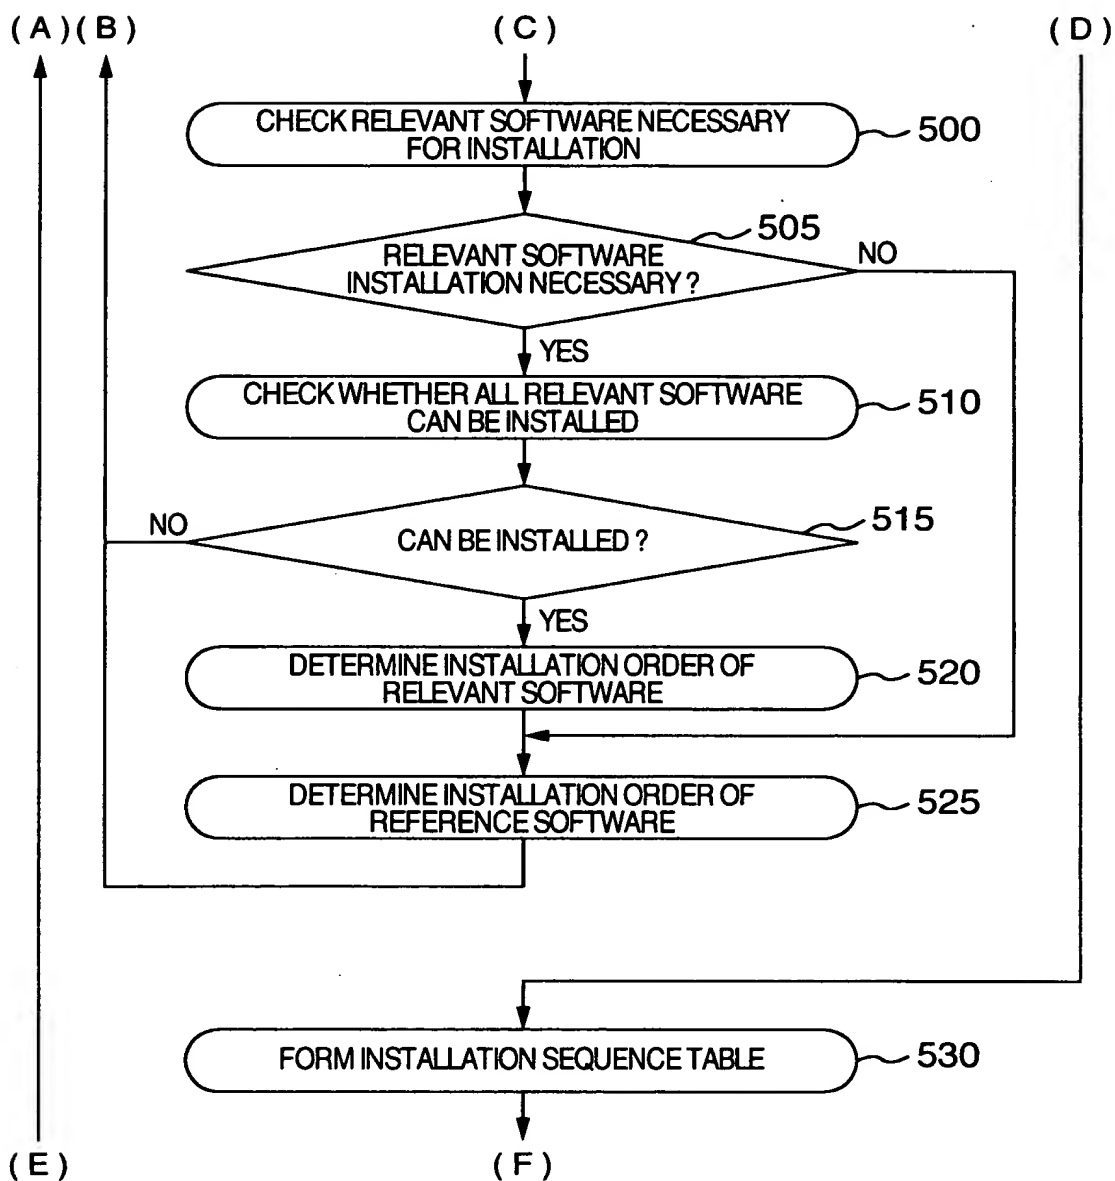 (A)(B) (C) (D)
CHECK RELEVANT SOFTWARE NECESSARY
FOR INSTALLATION
500
505
RELEVANT SOFTWARE
INSTALLATION NECESSARY ?
NO
YES
CHECK WHETHER ALL RELEVANT SOFTWARE
CAN BE INSTALLED
510
NO
CAN BE INSTALLED ?
515
YES
DETERMINE INSTALLATION ORDER OF
RELEVANT SOFTWARE
520
DETERMINE INSTALLATION ORDER OF
REFERENCE SOFTWARE
525
FORM INSTALLATION SEQUENCE TABLE
530
(E) (F)